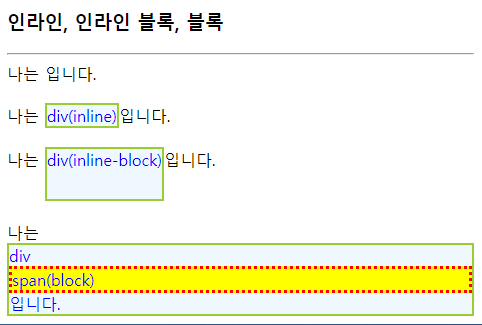 인라인, 인라인 블록, 블록
나는 입니다.
나는 div(inline) 입니다.
나는 div(inline-block) 입니다.
나는
div
span(block)
입니다.